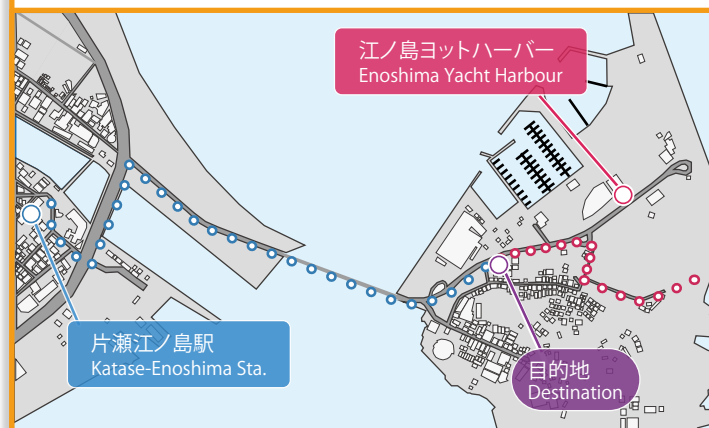 江ノ島ヨットハーバー
Enoshima Yacht Harbour
片瀬江ノ島駅
Katase-Enoshima Sta.
目的地
Destination